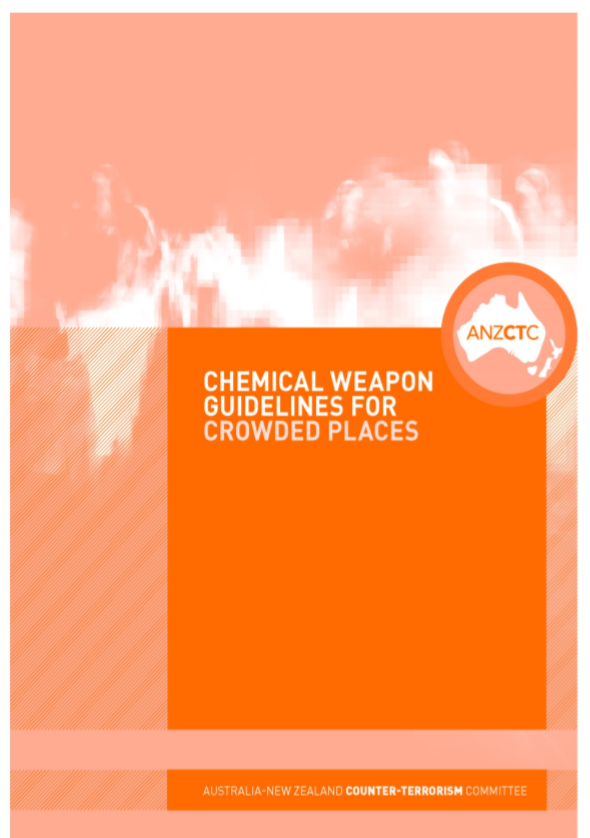 ANZCTC
CHEMICAL WEAPON
GUIDELINES FOR
CROWDED PLACES
AUSTRALIA-NEW ZEALAND COUNTER-TERRORISM COMMITTEE